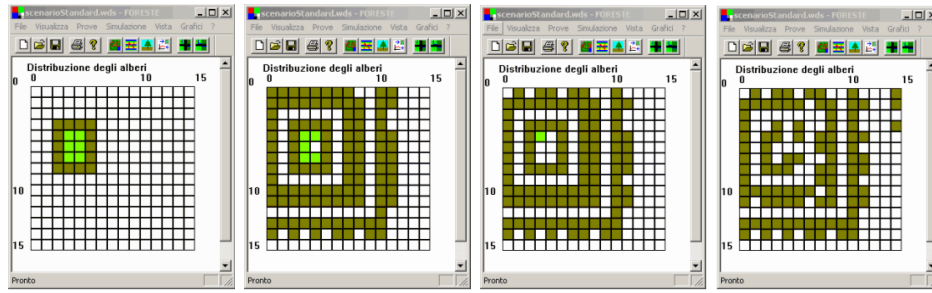 scenarioStandard.wds - FORESTE
File Visualizza Prove Simulazione Vista Grafici ?
Distribuzione degli alberi
0 10 15
0
10
15
Pronto
scenarioStandard.wds - FORESTE
File Visualizza Prove Simulazione Vista Grafici ?
Distribuzione degli alberi
0 10 15
0
10
15
Pronto
scenarioStandard.wds - FORESTE
File Visualizza Prove Simulazione Vista Grafici ?
Distribuzione degli alberi
0 10 15
0
10
15
Pronto
scenarioStandard.wds - FORESTE
File Visualizza Prove Simulazione Vista Grafici ?
Distribuzione degli alberi
0 10 15
0
10
15
Pronto